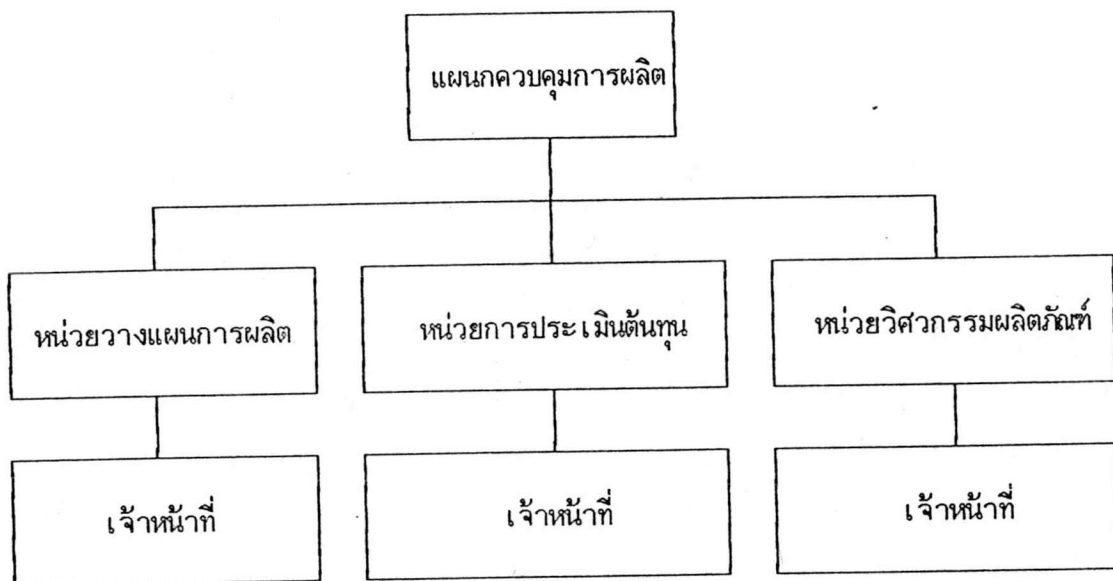 แผนกควบคุมการผลิต
หน่วยวางแผนการผลิต
หน่วยการประเมินต้นทุน
หน่วยวิศวกรรมผลิตภัณฑ์
เจ้าหน้าที่
เจ้าหน้าที่
เจ้าหน้าที่